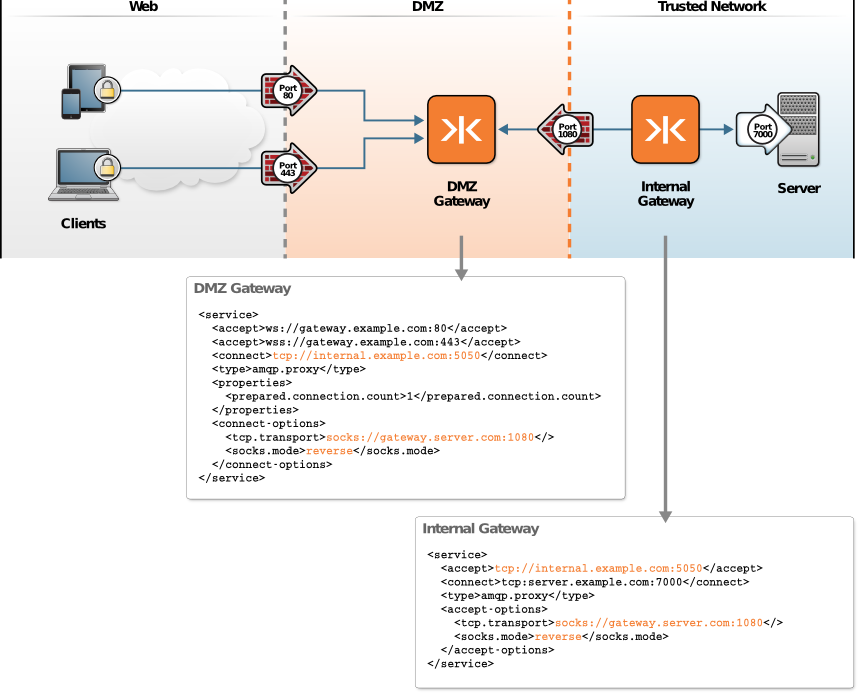 Web
DMZ
Trusted Network
Port
80
Port
443
Port
1080
Port
7000
Clients
DMZ
Gateway
Internal
Gateway
Server
DMZ Gateway
<service>
<accept>ws://gateway.example.com:80</accept>
<accept>wss://gateway.example.com:443</accept>
<connect>tcp://internal.example.com:5050</connect>
<type>amqp.proxy</type>
<properties>
<prepared.connection.count>1</prepared.connection.count>
</properties>
<connect-options>
<tcp.transport>socks://gateway.server.com:1080</>
<socks.mode>reverse</socks.mode>
</connect-options>
</service>
Internal Gateway
<service>
<accept>tcp://internal.example.com:5050</accept>
<connect>tcp:server.example.com:7000</connect>
<type>amqp.proxy</type>
<accept-options>
<tcp.transport>socks://gateway.server.com:1080</>
<socks.mode>reverse</socks.mode>
</accept-options>
</service>